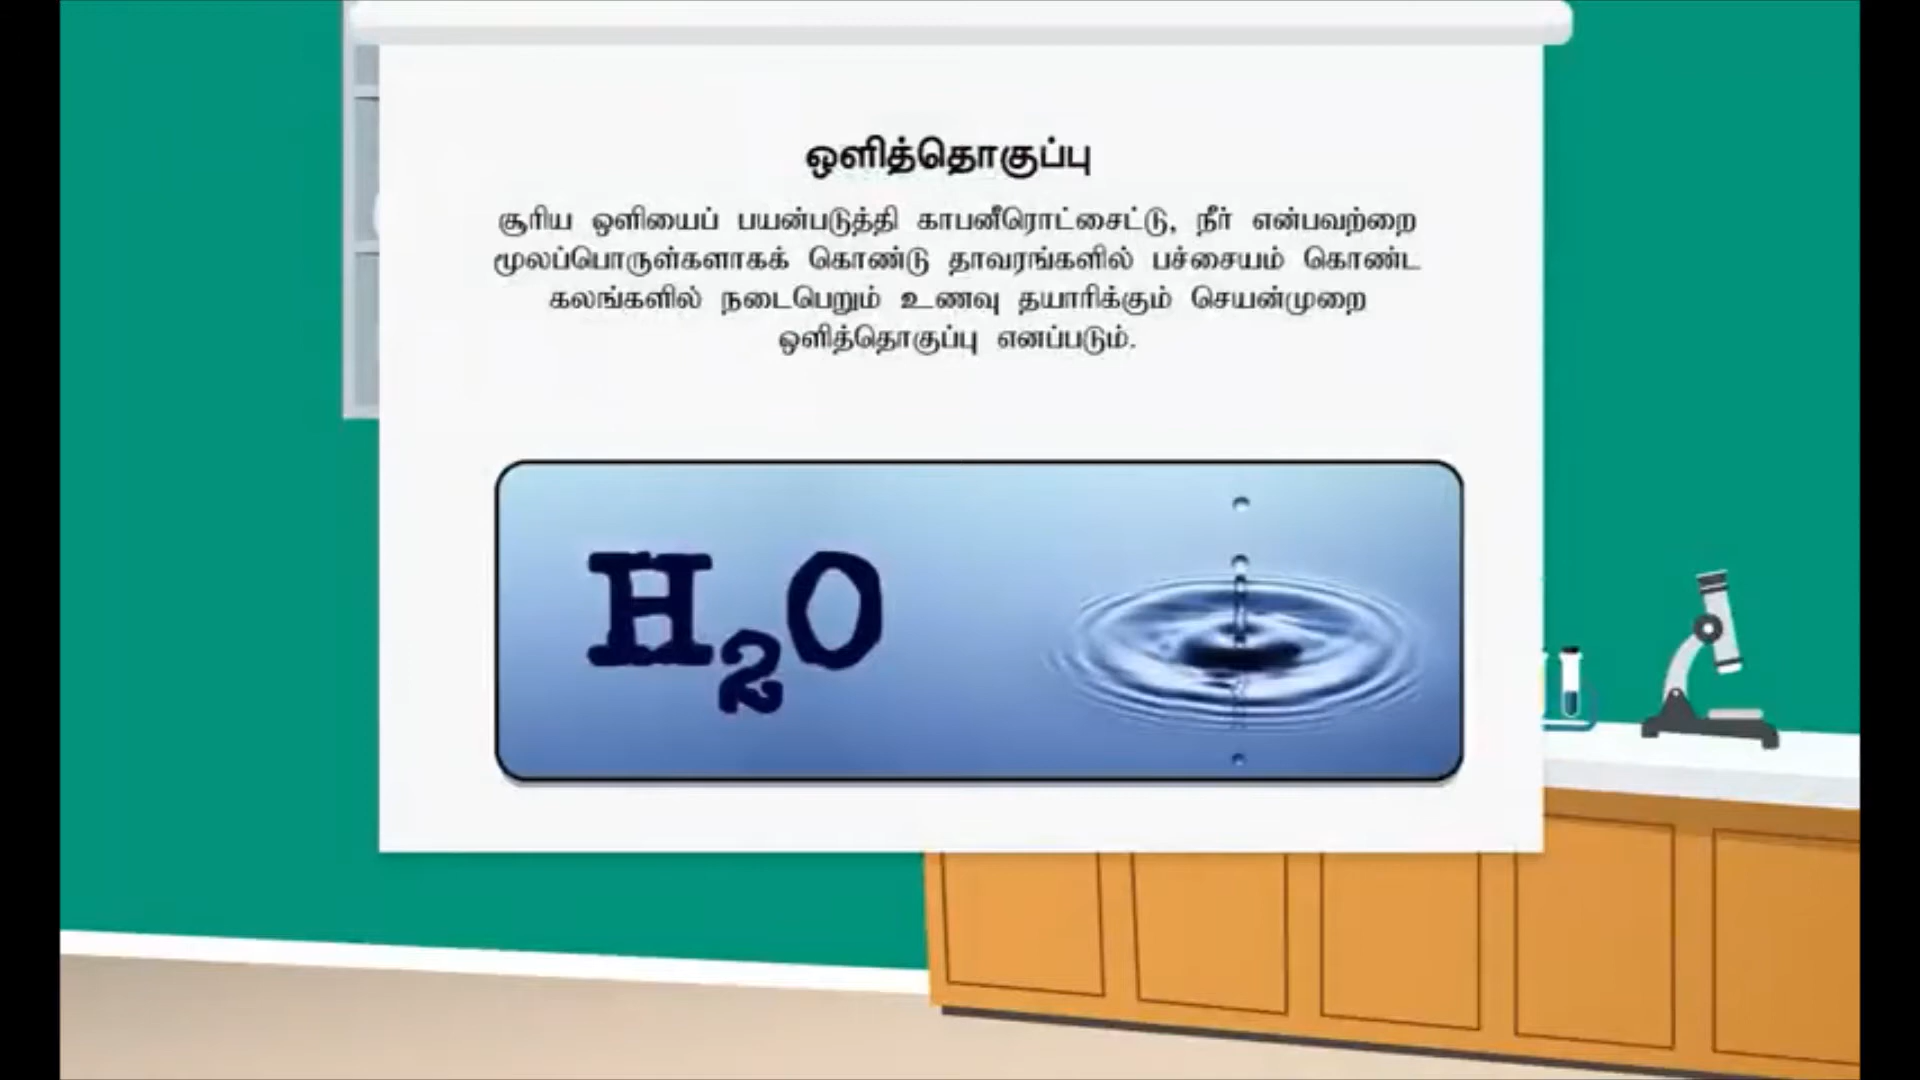 ஒளித்தொகுப்பு
சூரிய ஒளியைப் பயன்படுத்தி காபனீரொட்சைட்டு, நீர் என்பவற்றை
மூலப்பொருள்களாகக் கொண்டு தாவரங்களில் பச்சையம் கொண்ட
கலங்களில் நடைபெறும் உணவு தயாரிக்கும் செயன்முறை
ஒளித்தொகுப்பு எனப்படும்.
H₂O